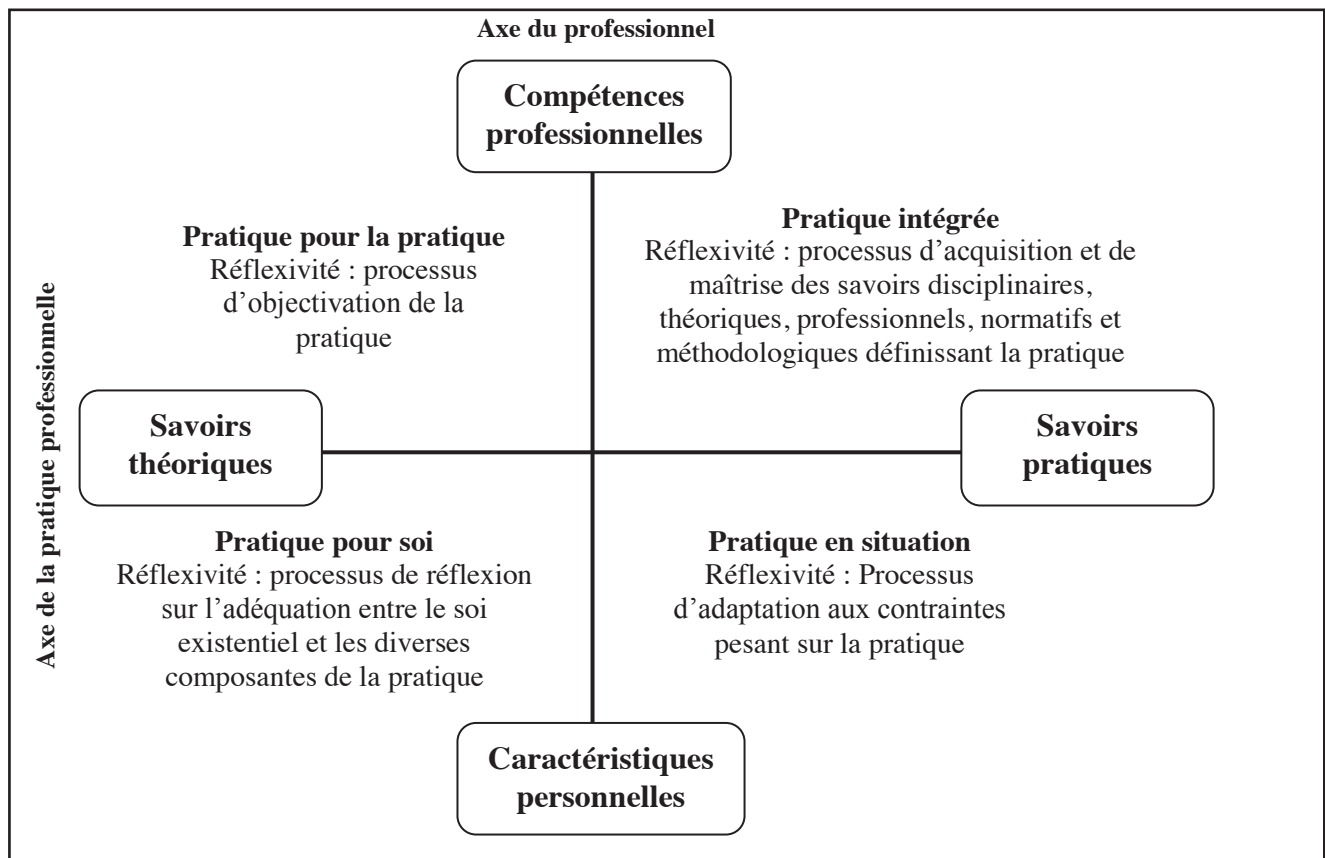 Axe du professionnel
Compétences
professionnelles
Pratique pour la pratique
Réflexivité : processus
d’objectivation de la
pratique
Pratique intégrée
Réflexivité : processus d’acquisition et de
maîtrise des savoirs disciplinaires,
théoriques, professionnels, normatifs et
méthodologiques définissant la pratique
Axe de la pratique professionnelle
Savoirs
théoriques
Savoirs
pratiques
Pratique pour soi
Réflexivité : processus de réflexion
sur l’adéquation entre le soi
existentiel et les diverses
composantes de la pratique
Pratique en situation
Réflexivité : Processus
d’adaptation aux contraintes
pesant sur la pratique
Caractéristiques
personnelles